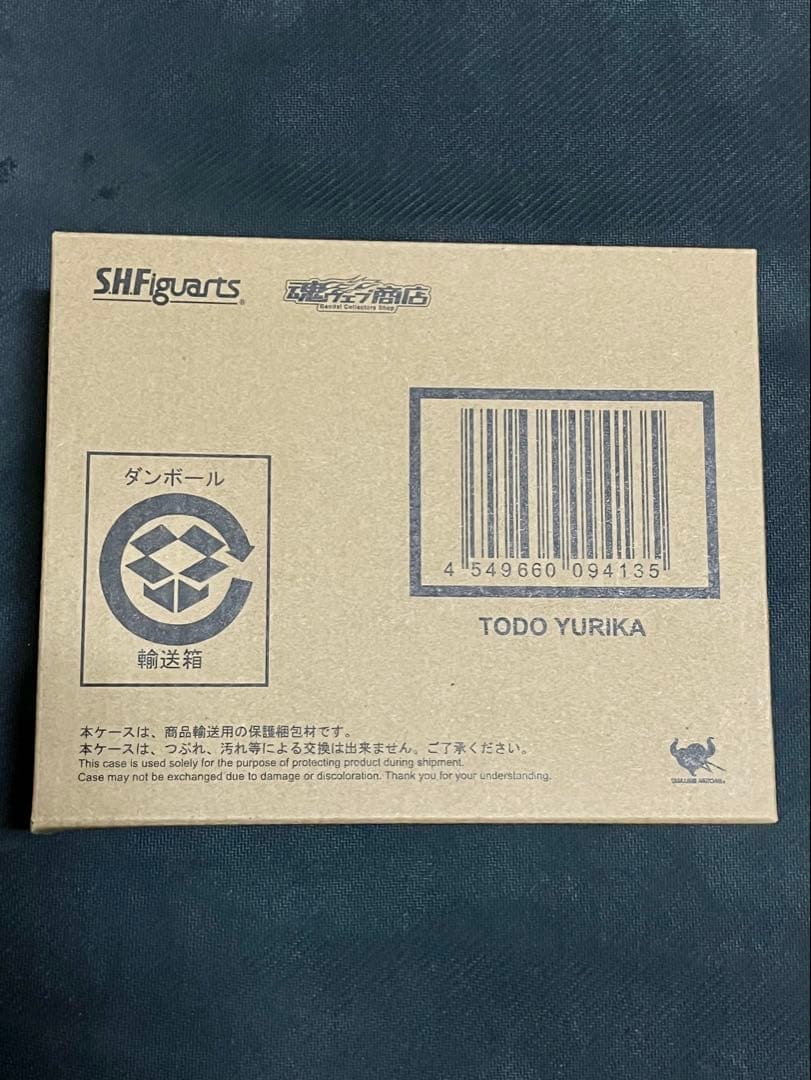 S.H.Figuarts®
魂ウェブ商店
Bandai Collectors Shop
ダンボール
輸送箱
4 549660 094135
TODO YURIKA
本ケースは、商品輸送用の保護梱包材です。
本ケースは、つぶれ、汚れ等による交換は出来ません。ご了承ください。
This case is used solely for the purpose of protecting product during shipment.
Case may not be exchanged due to damage or discoloration. Thank you for your understanding.